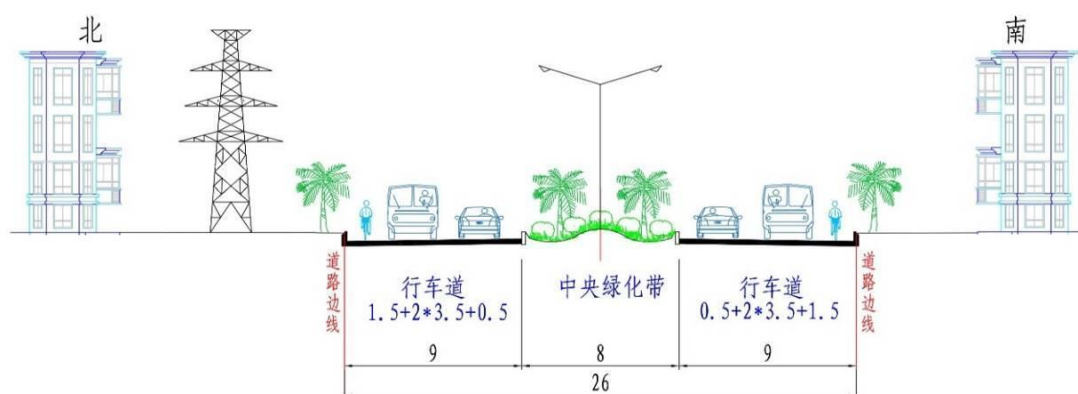 北
南
道路边线
行车道
1.5+2*3.5+0.5
中央绿化带
行车道
0.5+2*3.5+1.5
道路边线
9
8
9
26